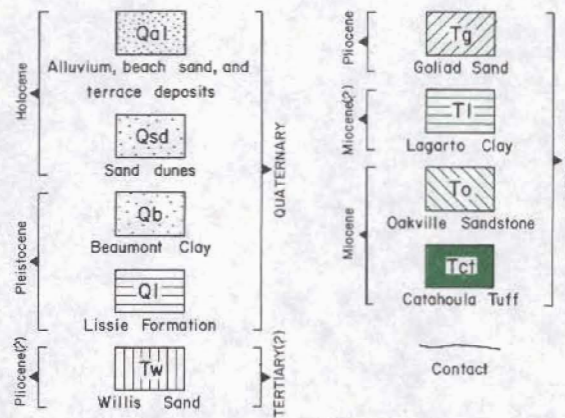 Holocene
Qal
Alluvium, beach sand, and
terrace deposits
Qsd
Sand dunes
Pleistocene
Qb
Beaumont Clay
Ql
Lissie Formation
QUATERNARY
Pliocene(?)
Tw
Willis Sand
TERTIARY(?)
Pliocene
Tg
Goliad Sand
Miocene(?)
Tl
Lagarto Clay
Miocene
To
Oakville Sandstone
Tct
Catahoula Tuff
Contact